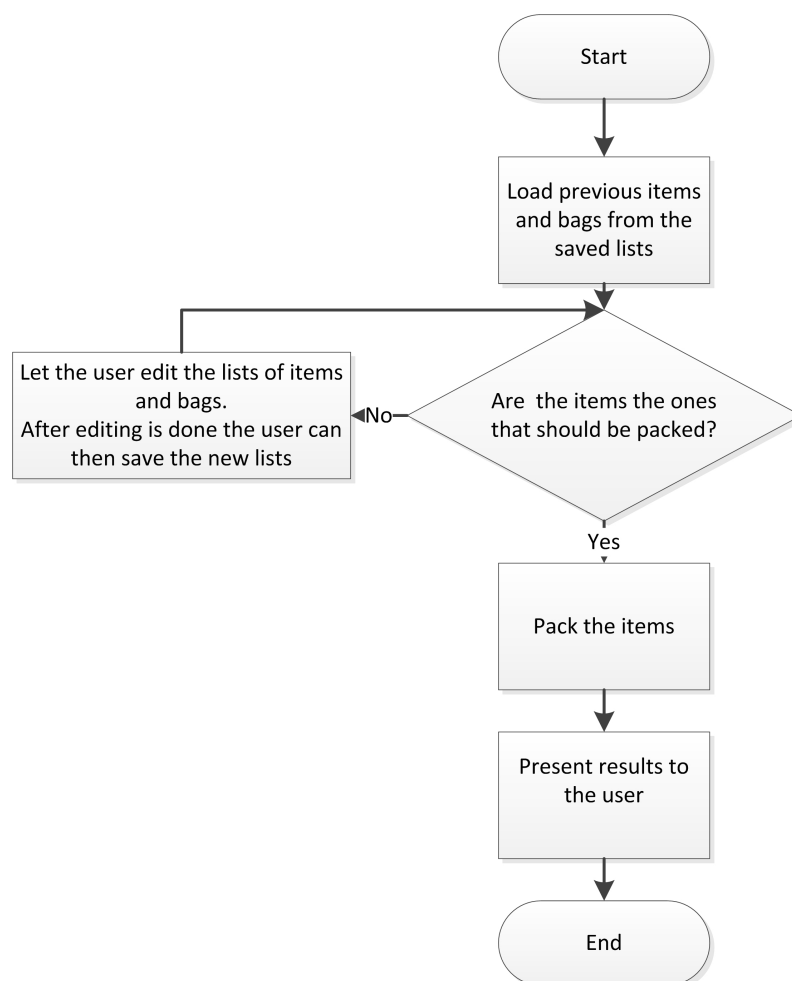 Start
Load previous items
and bags from the
saved lists
Let the user edit the lists of items
and bags.
After editing is done the user can
then save the new lists
No
Are  the items the ones
that should be packed?
Yes
Pack the items
Present results to
the user
End